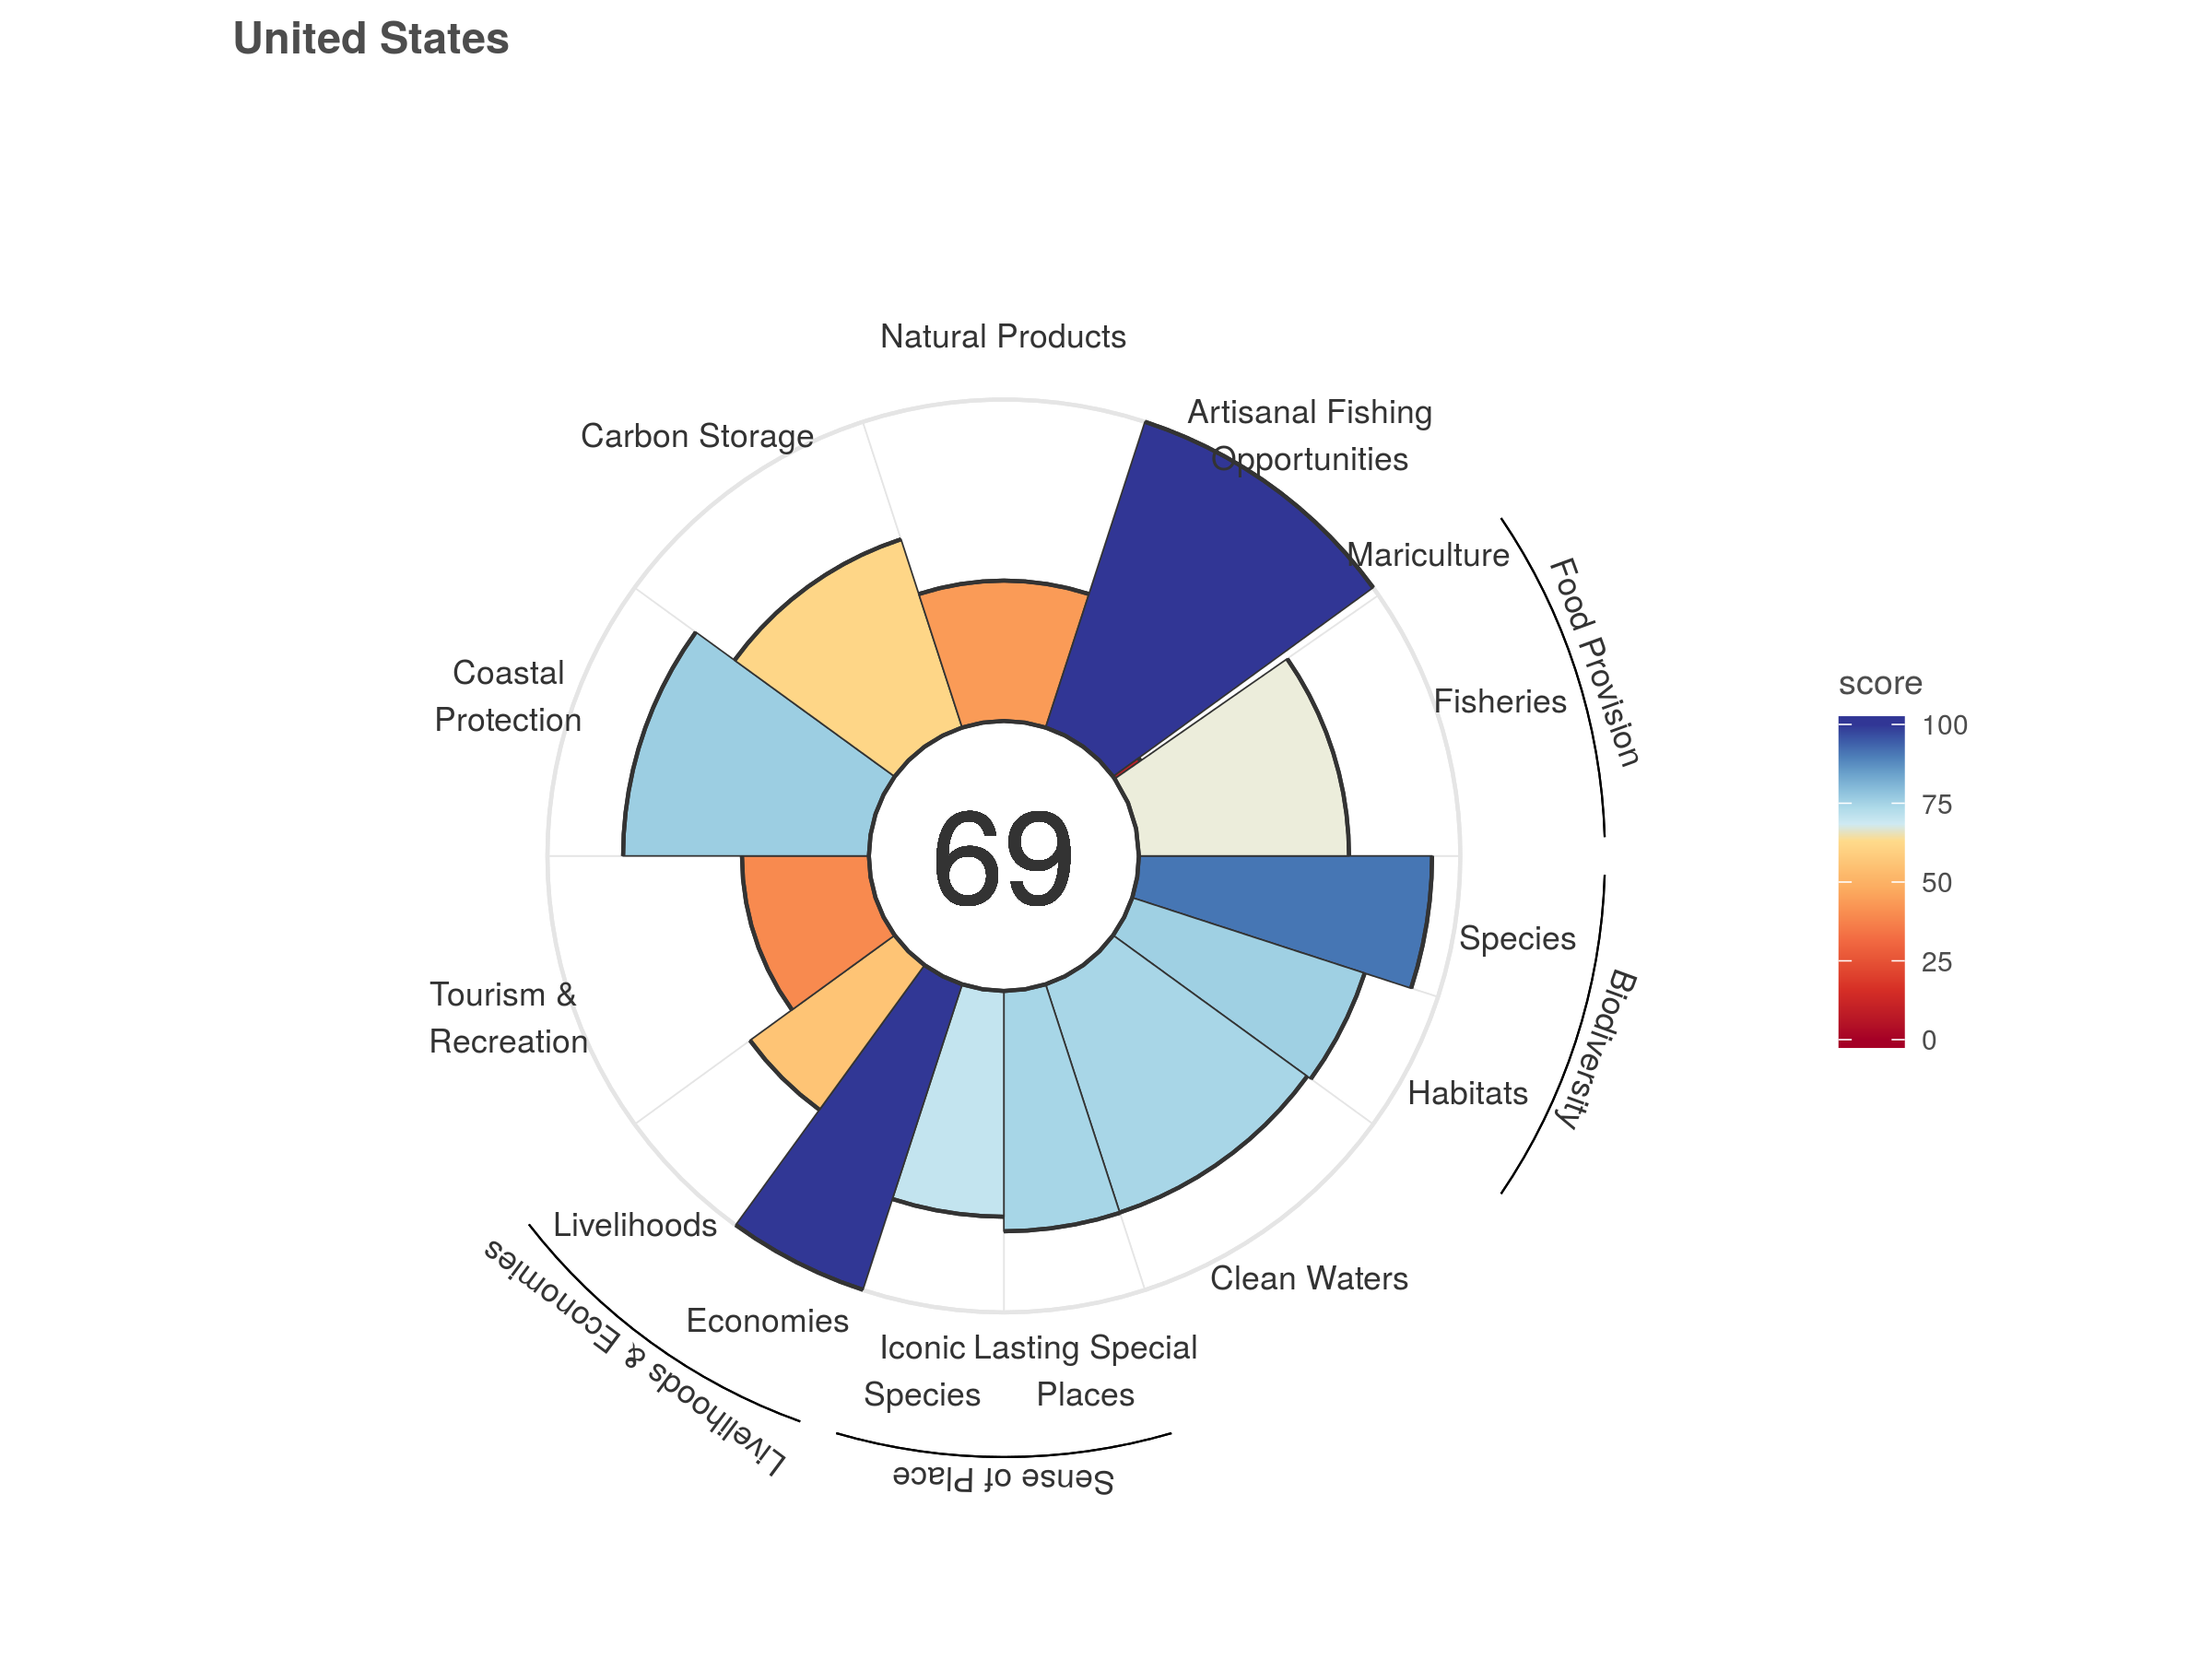 United States
Natural Products
Artisanal Fishing
Opportunities
Carbon Storage
Mariculture
Food Provision
Fisheries
Coastal
Protection
score
100
75
50
25
0
69
Species
Biodiversity
Habitats
Tourism &
Recreation
Livelihoods
Clean Waters
Economies
Livelihoods & Economies
Iconic
Species
Lasting Special
Places
Sense of Place